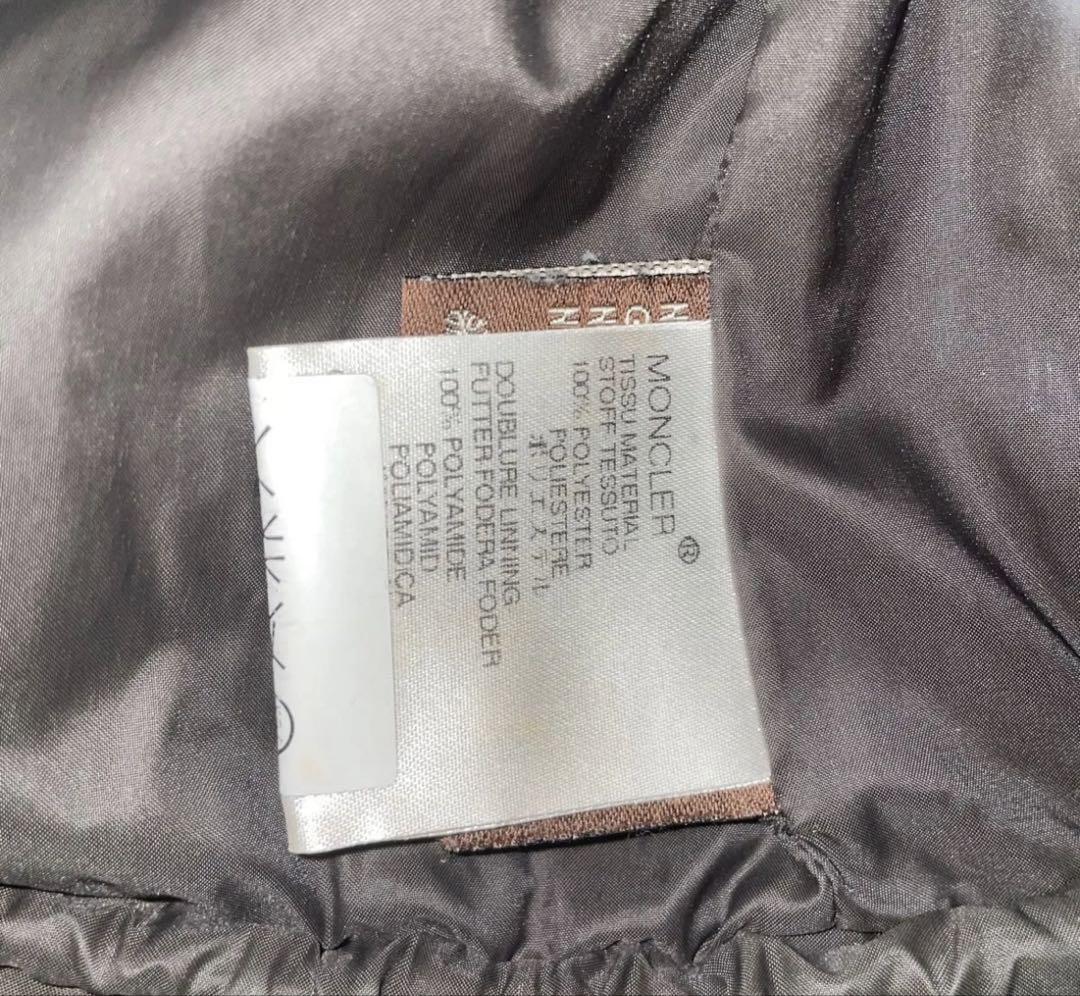 MONCLER ®
TISSU MATERIAL
STOFF TESSUTO
100% POLYESTER
POLIESTERE
ポリエステル
DOUBLURE LINNING
FUTTER FODERA FODER
100% POLYAMIDE
POLYAMID
POLIAMIDICA